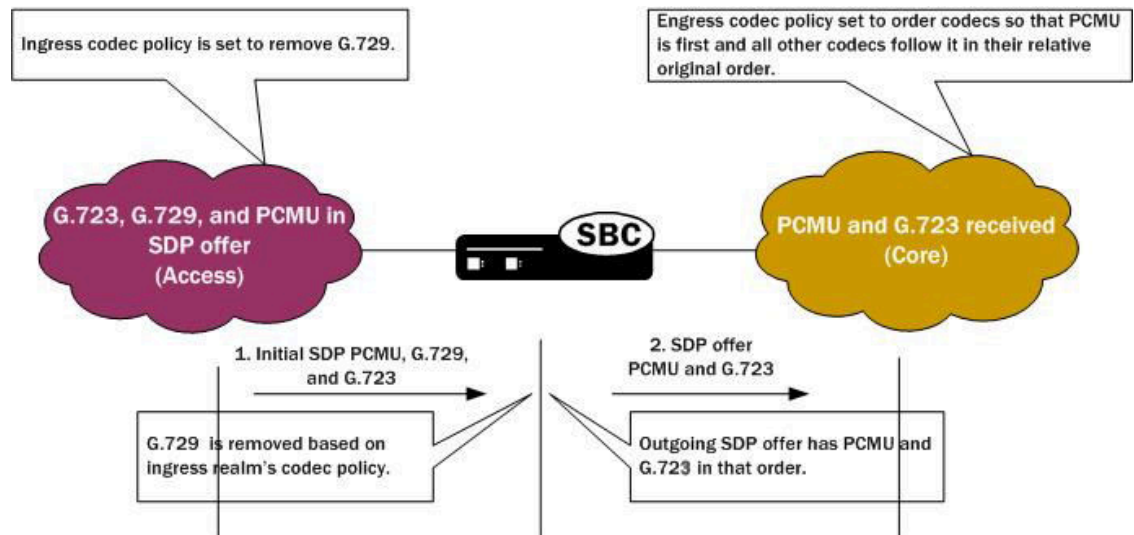 Ingress codec policy is set to remove G.729.
Engress codec policy set to order codecs so that PCMU
is first and all other codecs follow it in their relative
original order.
G.723, G.729, and PCMU in
SDP offer
(Access)
SBC
PCMU and G.723 received
(Core)
1. Initial SDP PCMU, G.729,
and G.723
2. SDP offer
PCMU and G.723
G.729 is removed based on
ingress realm's codec policy.
Outgoing SDP offer has PCMU and
G.723 in that order.